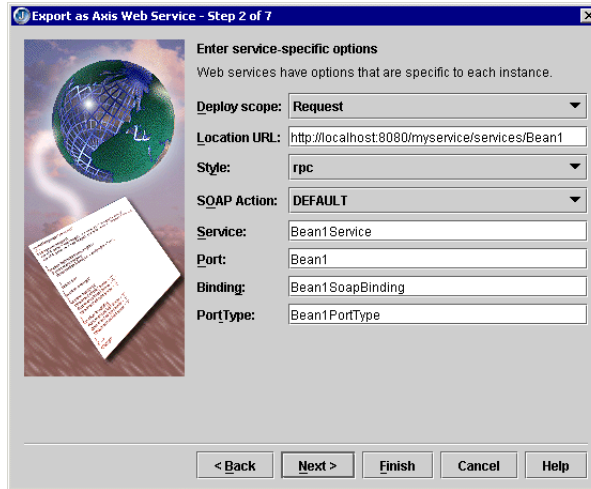 Export as Axis Web Service - Step 2 of 7
Enter service-specific options
Web services have options that are specific to each instance.
Deploy scope: Request
Location URL: http://localhost:8080/myservice/services/Bean1
Style: rpc
SOAP Action: DEFAULT
Service: Bean1Service
Port: Bean1
Binding: Bean1SoapBinding
PortType: Bean1PortType
< Back Next > Finish Cancel Help